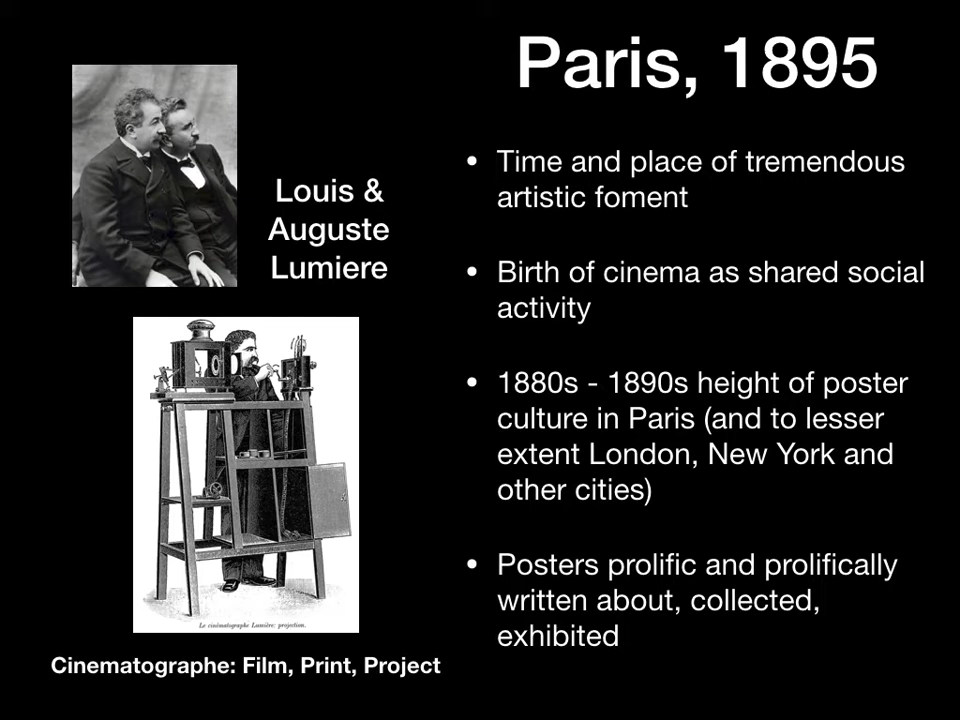 Paris, 1895
Louis &
Auguste
Lumiere
• Time and place of tremendous
artistic foment
• Birth of cinema as shared social
activity
• 1880s - 1890s height of poster
culture in Paris (and to lesser
extent London, New York and
other cities)
• Posters prolific and prolifically
written about, collected,
exhibited
Le cinématographe Lumière: projection.
Cinematographe: Film, Print, Project